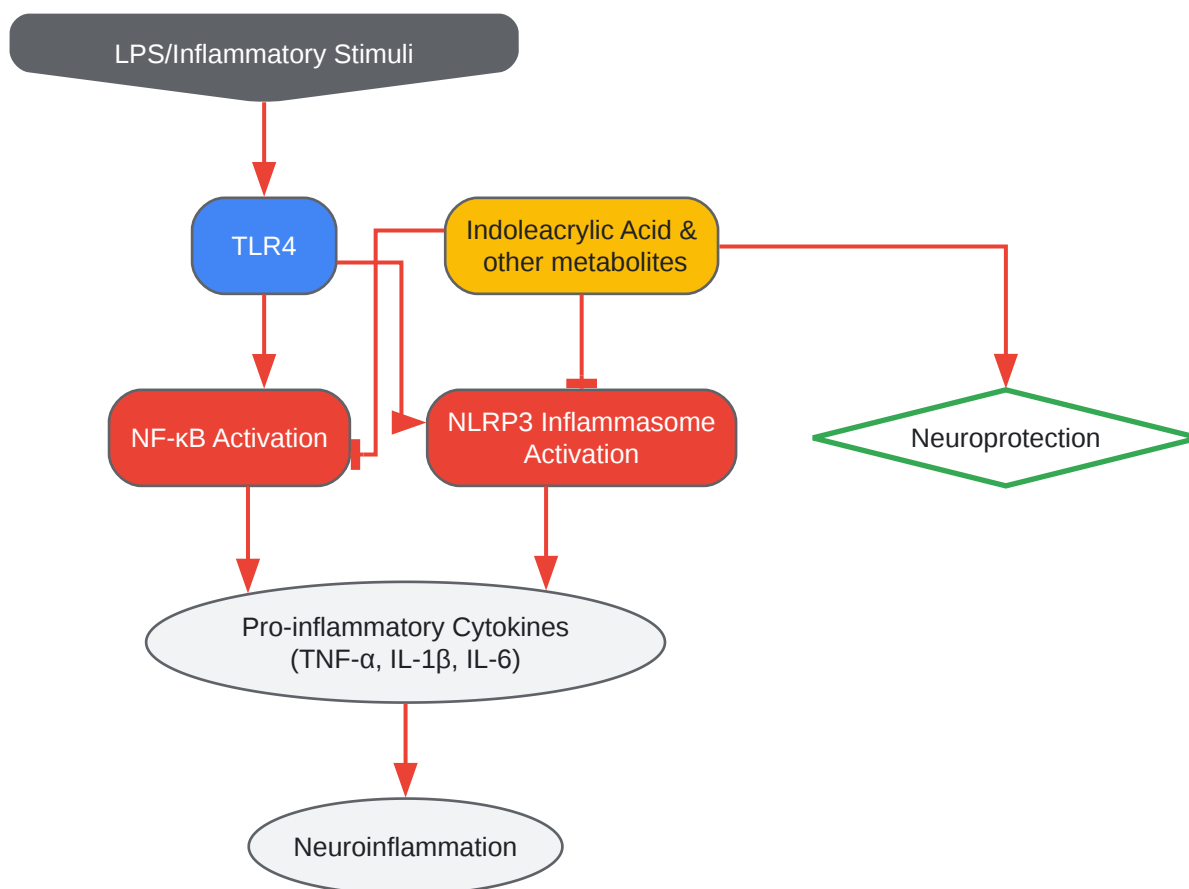 LPS/Inflammatory Stimuli
TLR4
Indoleacrylic Acid &
other metabolites
NF-κB Activation
NLRP3 Inflammasome
Activation
Neuroprotection
Pro-inflammatory Cytokines
(TNF-α, IL-1β, IL-6)
Neuroinflammation